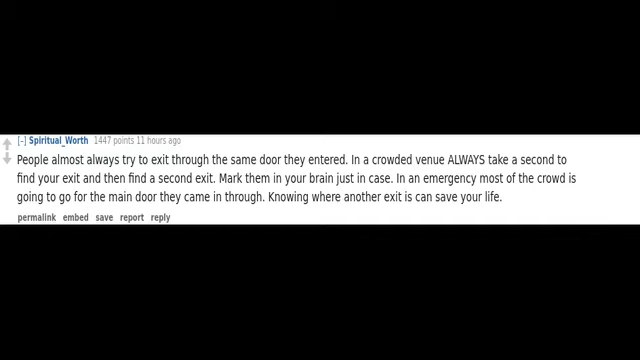 [-] Spiritual_Worth 1447 points 11 hours ago
People almost always try to exit through the same door they entered. In a crowded venue ALWAYS take a second to
find your exit and then find a second exit. Mark them in your brain just in case. In an emergency most of the crowd is
going to go for the main door they came in through. Knowing where another exit is can save your life.
permalink embed save report reply